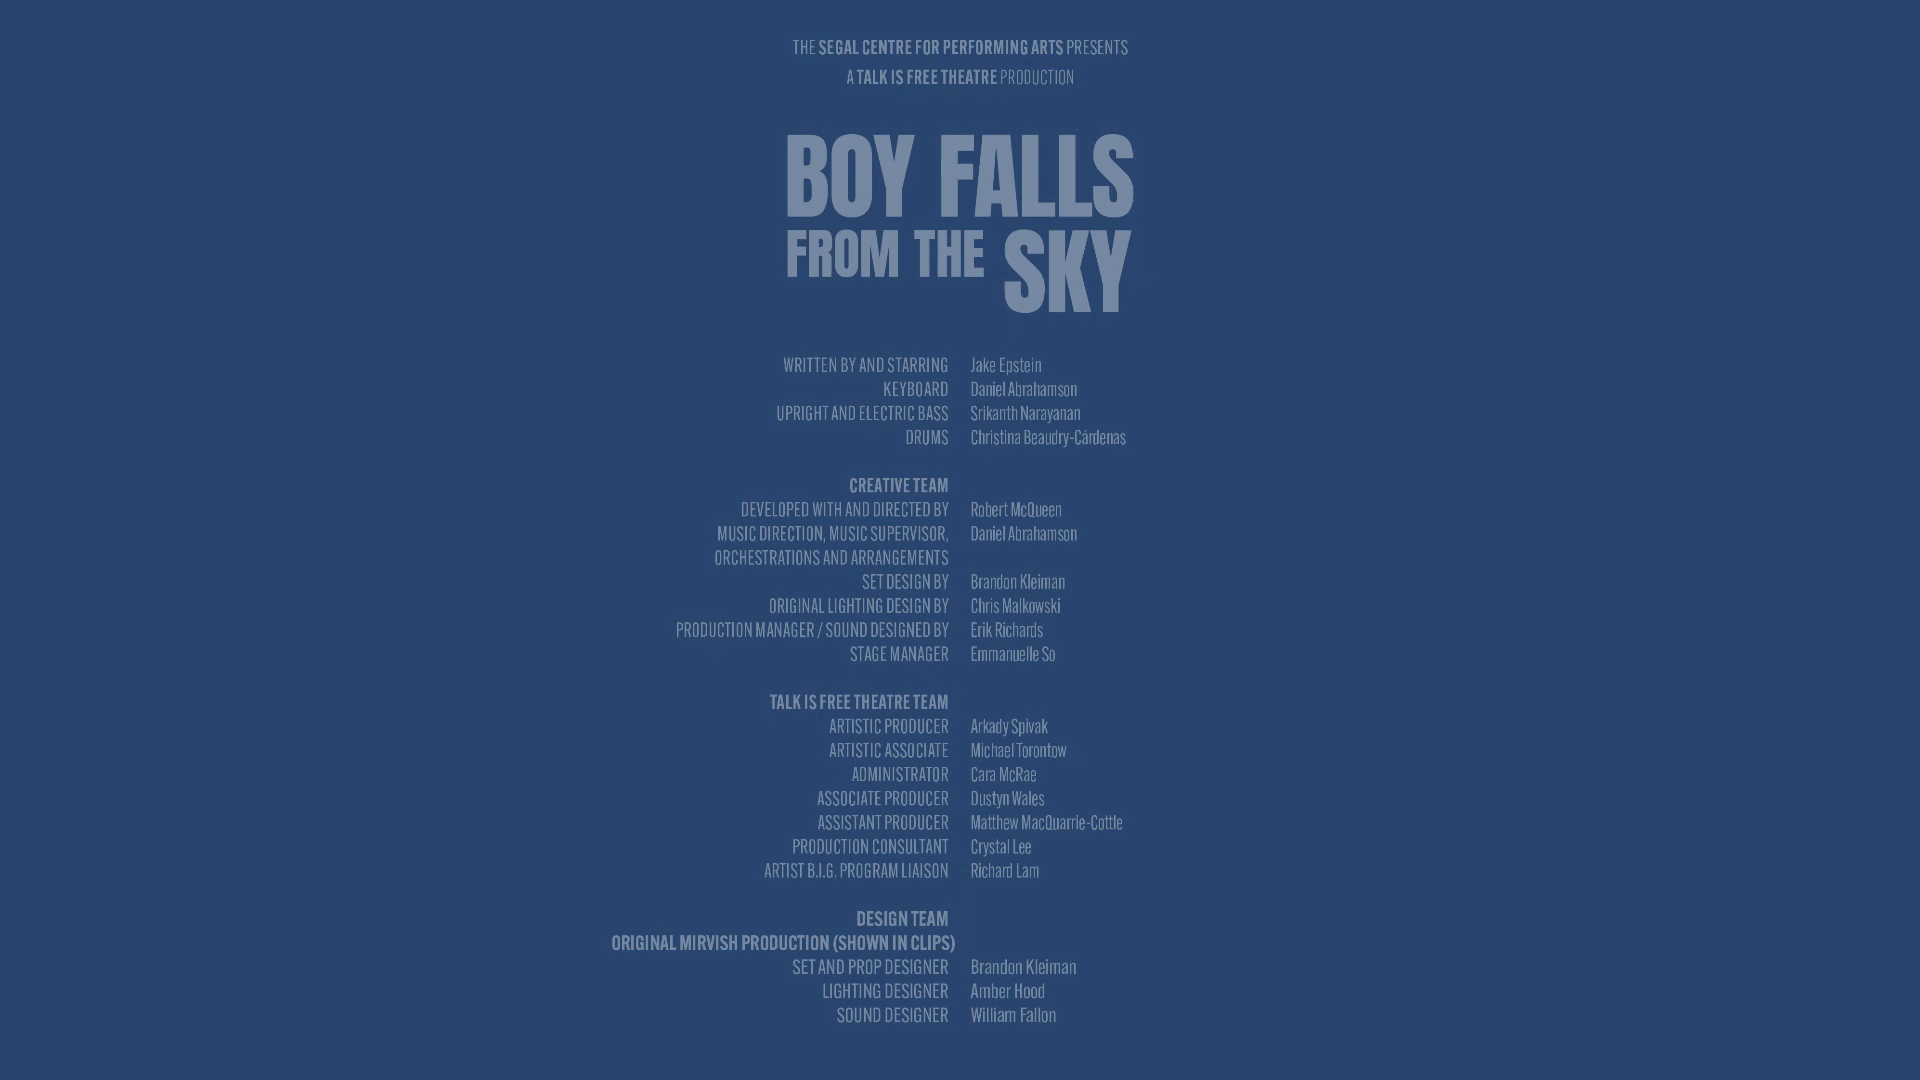 THE SEGAL CENTRE FOR PERFORMING ARTS PRESENTS
A TALK IS FREE THEATRE PRODUCTION
BOY FALLS
FROM THE SKY
WRITTEN BY AND STARRING Jake Epstein
KEYBOARD Daniel Abrahamson
UPRIGHT AND ELECTRIC BASS Srikanth Narayanan
DRUMS Christina Beaudry-Cárdenas
CREATIVE TEAM
DEVELOPED WITH AND DIRECTED BY Robert McQueen
MUSIC DIRECTION, MUSIC SUPERVISOR, Daniel Abrahamson
ORCHESTRATIONS AND ARRANGEMENTS
SET DESIGN BY Brandon Kleiman
ORIGINAL LIGHTING DESIGN BY Chris Malkowski
PRODUCTION MANAGER / SOUND DESIGNED BY Erik Richards
STAGE MANAGER Emmanuelle So
TALK IS FREE THEATRE TEAM
ARTISTIC PRODUCER Arkady Spivak
ARTISTIC ASSOCIATE Michael Torontow
ADMINISTRATOR Cara McRae
ASSOCIATE PRODUCER Dustyn Wales
ASSISTANT PRODUCER Matthew MacQuarrie-Cottle
PRODUCTION CONSULTANT Crystal Lee
ARTIST B.I.G. PROGRAM LIAISON Richard Lam
DESIGN TEAM
ORIGINAL MIRVISH PRODUCTION (SHOWN IN CLIPS)
SET AND PROP DESIGNER Brandon Kleiman
LIGHTING DESIGNER Amber Hood
SOUND DESIGNER William Fallon